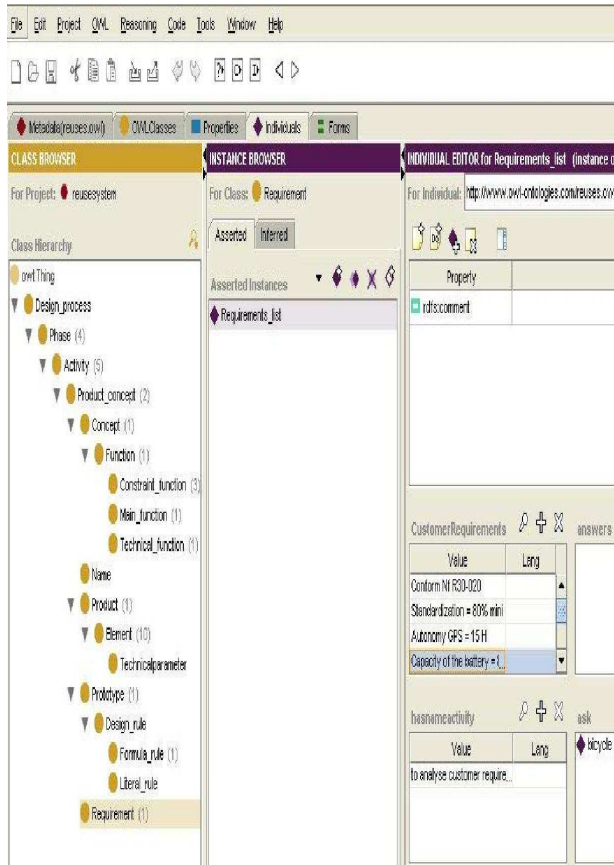 File Edit Project OWL Reasoning Code Tools Window Help
Metadata(reuses.owl) OWLClasses Properties Individuals Forms
CLASS BROWSER
For Project: reusesystem
Class Hierarchy
owl:Thing
Design_process
Phase (4)
Activity (5)
Product_concept (2)
Concept (1)
Function (1)
Constraint_function (3)
Main_function (1)
Technical_function (1)
Name
Product (1)
Element (10)
Technicalparameter
Prototype (1)
Design_rule
Formula_rule (1)
Literal_rule
Requirement (1)
INSTANCE BROWSER
For Class: Requirement
Asserted Inferred
Asserted Instances
Requirements_list
INDIVIDUAL EDITOR for Requirements_list (instance o
For Individual: http://www.owl-ontologies.com/reuses.ow
Property
rdfs:comment
CustomerRequirements
Value Lang
Conform Nf R30-020
Standardization = 80% mini
Autonomy GPS = 15 H
Capacity of the battery =
answers
hasnameactivity
Value Lang
to analyse customer require...
ask
bicycle